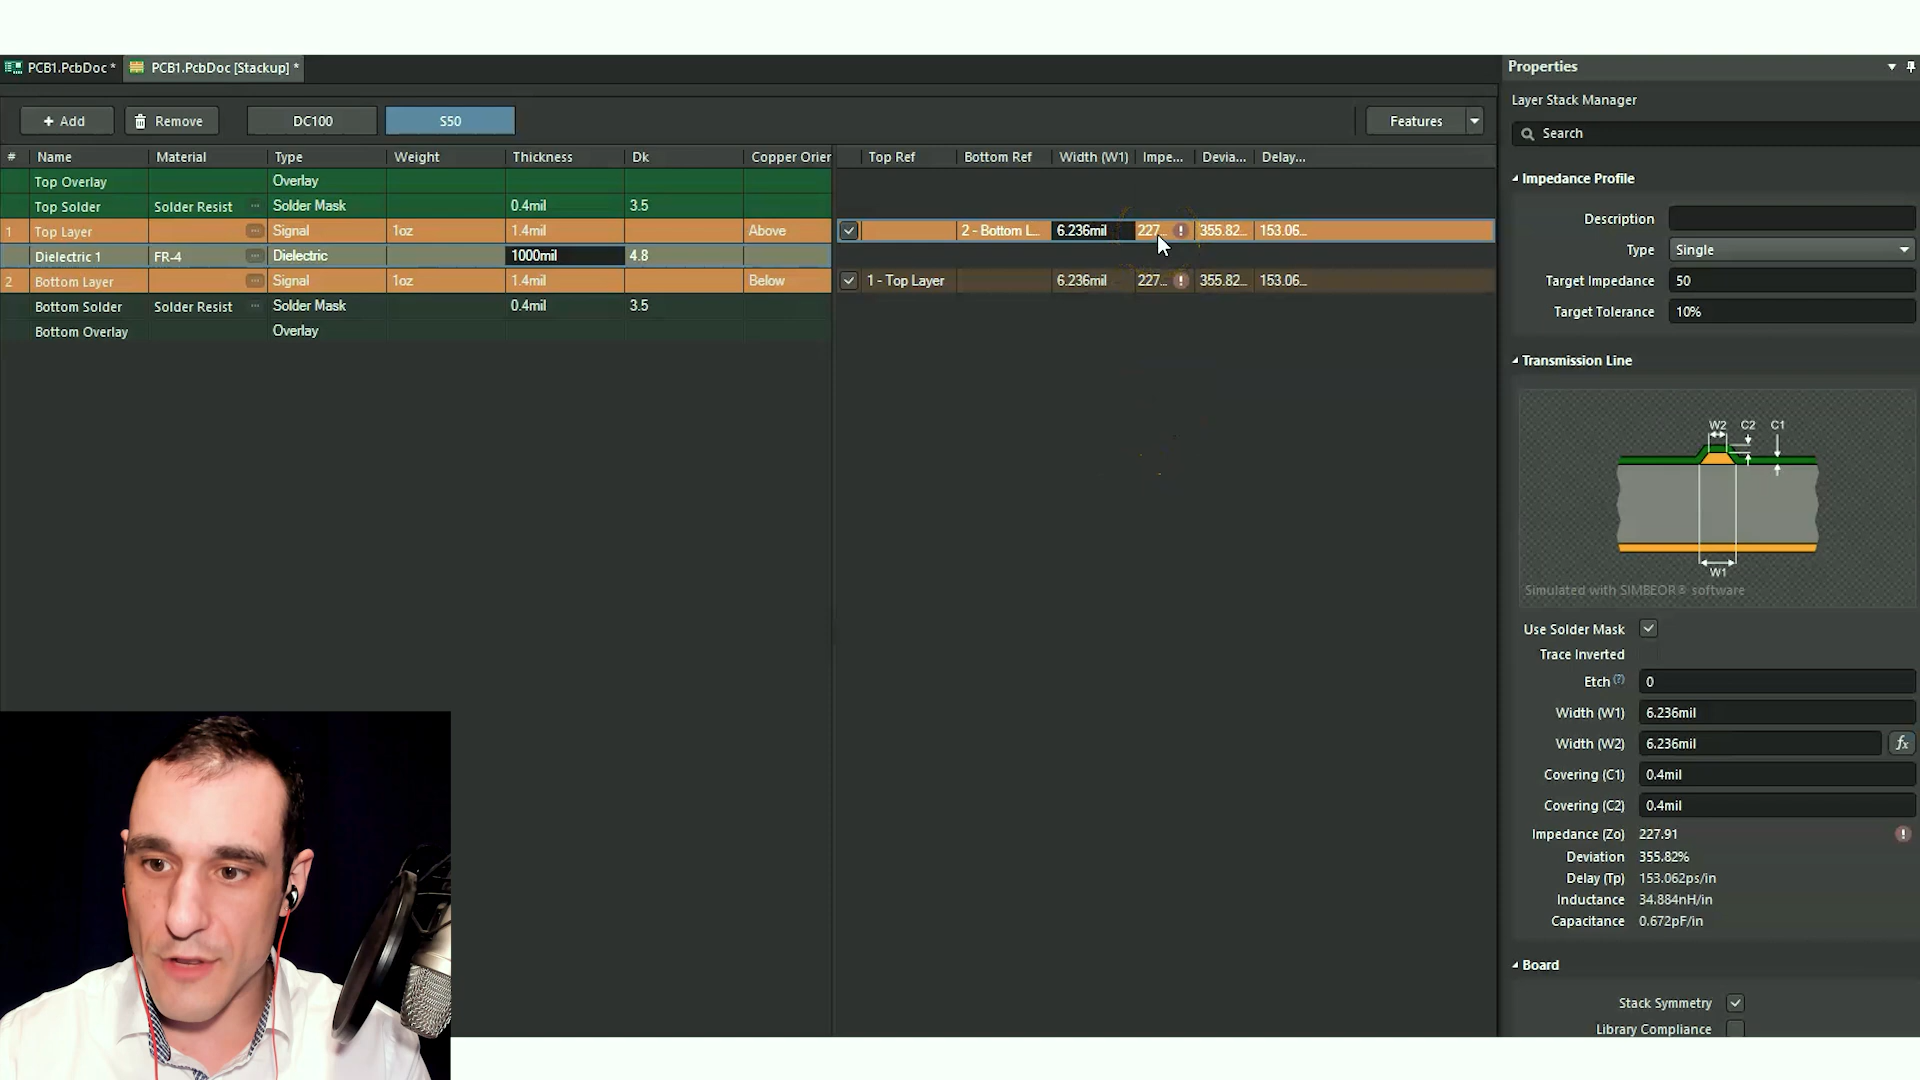 PCB1.PcbDoc *
PCB1.PcbDoc [Stackup] *
Properties
Layer Stack Manager
+ Add
Remove
DC100
S50
Features
Search
# Name Material Type Weight Thickness Dk Copper Orier Top Ref Bottom Ref Width (W1) Impe... Devia... Delay...
Top Overlay Overlay
Top Solder Solder Resist ... Solder Mask 0.4mil 3.5
1 Top Layer ... Signal 1oz 1.4mil Above 2 - Bottom L... 6.236mil 227... ! 355.82... 153.06...
Dielectric 1 FR-4 ... Dielectric 1000mil 4.8
2 Bottom Layer ... Signal 1oz 1.4mil Below 1 - Top Layer 6.236mil 227... ! 355.82... 153.06...
Bottom Solder Solder Resist ... Solder Mask 0.4mil 3.5
Bottom Overlay Overlay
Impedance Profile
Description
Type Single
Target Impedance 50
Target Tolerance 10%
Transmission Line
W2 C2 C1
W1
Simulated with SIMBEOR® software
Use Solder Mask
Trace Inverted
Etch (?) 0
Width (W1) 6.236mil
Width (W2) 6.236mil fx
Covering (C1) 0.4mil
Covering (C2) 0.4mil
Impedance (Zo) 227.91 !
Deviation 355.82%
Delay (Tp) 153.062ps/in
Inductance 34.884nH/in
Capacitance 0.672pF/in
Board
Stack Symmetry
Library Compliance